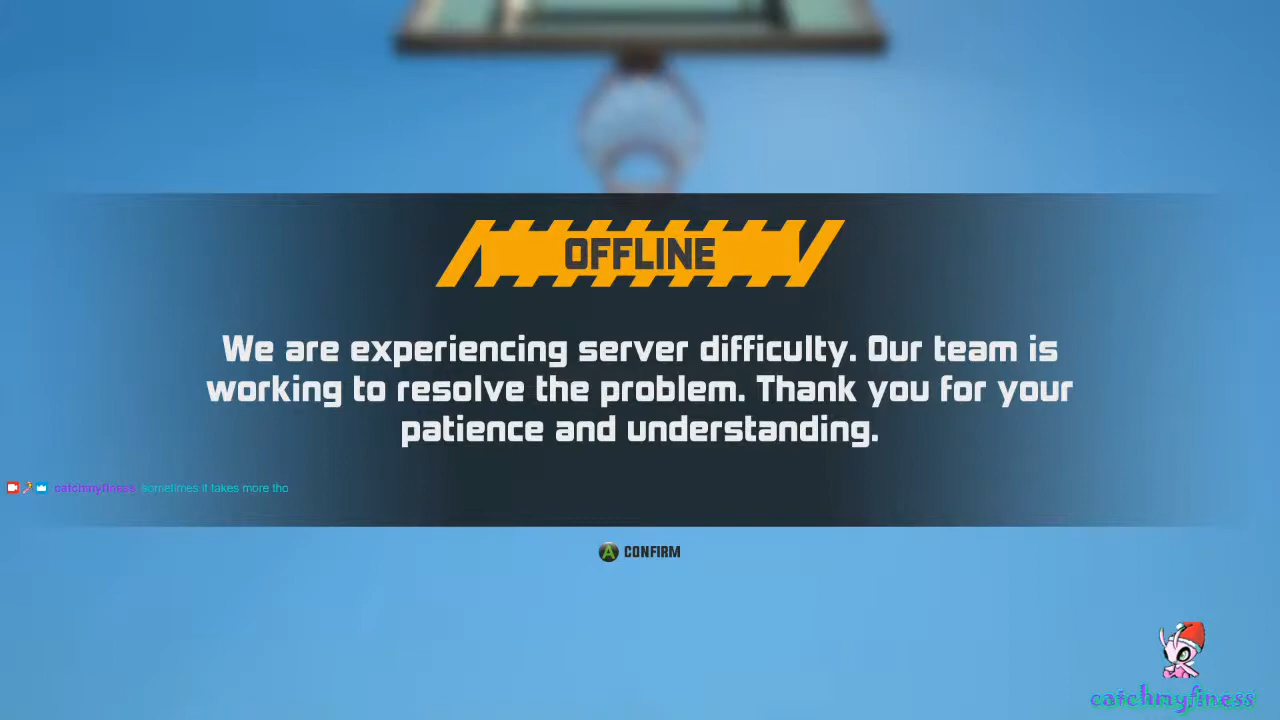 OFFLINE
We are experiencing server difficulty. Our team is
working to resolve the problem. Thank you for your
patience and understanding.
catchmyfiness sometimes it takes more tho
A CONFIRM
catchmyfiness